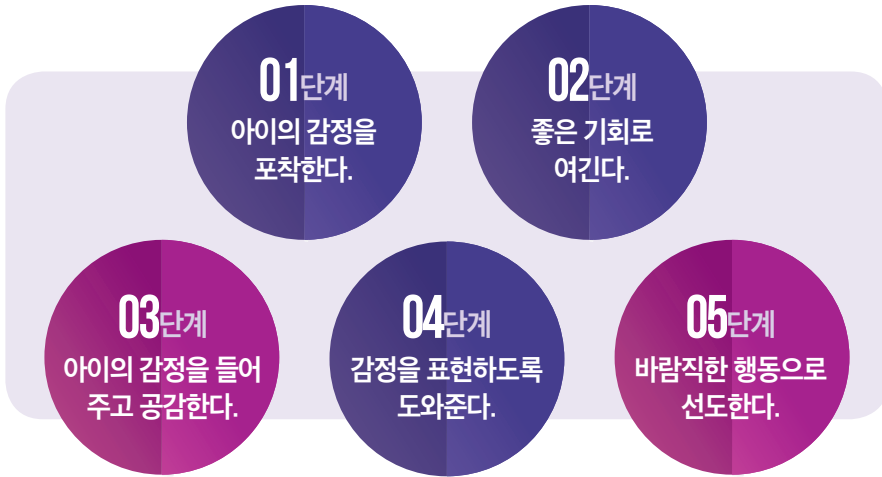 01단계
아이의 감정을
포착한다.
02단계
좋은 기회로
여긴다.
03단계
아이의 감정을 들어
주고 공감한다.
04단계
감정을 표현하도록
도와준다.
05단계
바람직한 행동으로
선도한다.